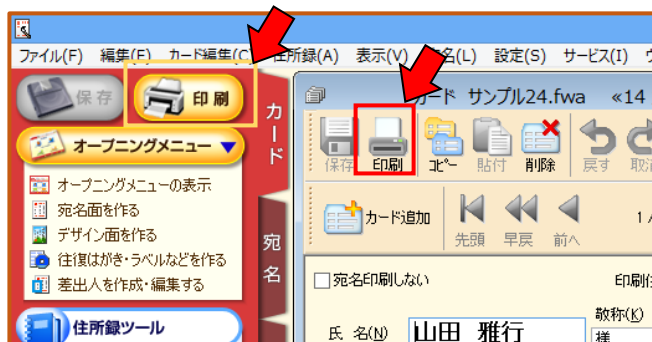 ファイル(F) 編集(E) カード編集(C) 住所録(A) 表示(V) 宛名(L) 設定(S) サービス(I)
保存 印刷
カード
宛名
オープニングメニュー ▼
オープニングメニューの表示
宛名面を作る
デザイン面を作る
往復はがき・ラベルなどを作る
差出人を作成・編集する
住所録ツール
カード サンプル24.fwa «14
保存 印刷 コピー 貼付 削除 戻す 取消
カード追加 先頭 早戻 前へ 1 /
宛名印刷しない
敬称(K)
氏 名(N) 山田 雅行 様